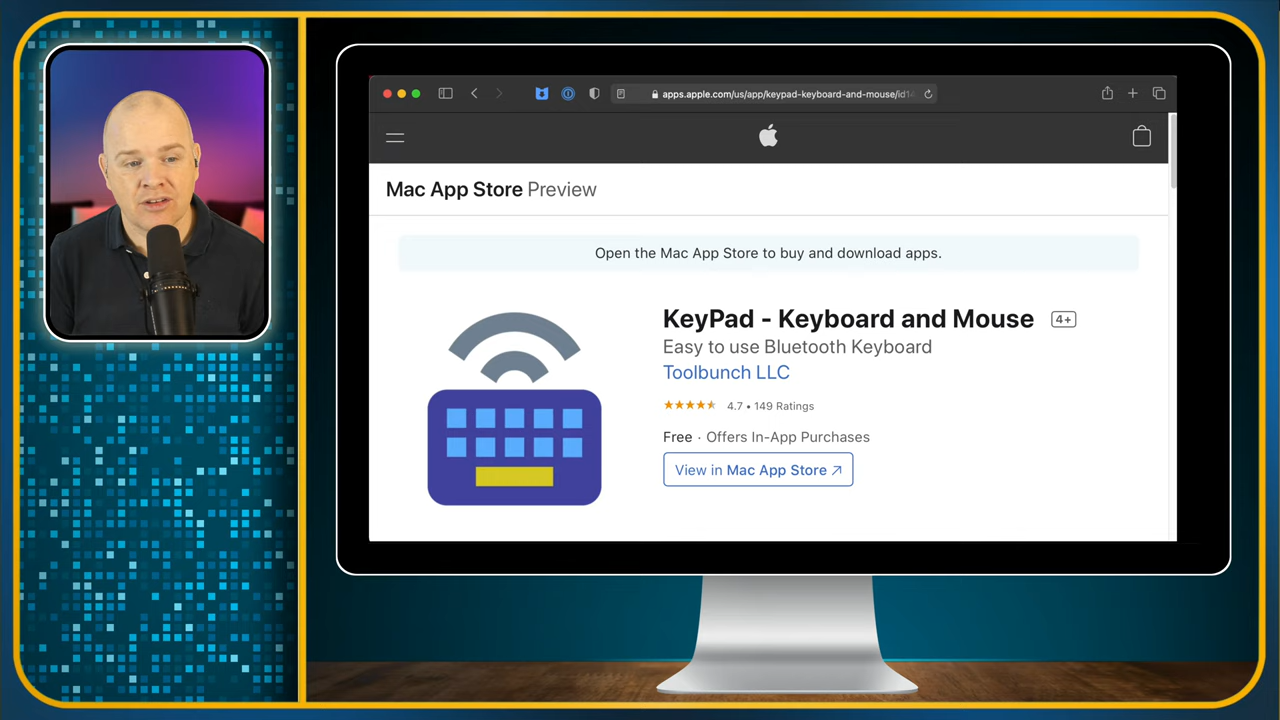 apps.apple.com/us/app/keypad-keyboard-and-mouse/id14
Mac App Store Preview
Open the Mac App Store to buy and download apps.
KeyPad - Keyboard and Mouse 4+
Easy to use Bluetooth Keyboard
Toolbunch LLC
4.7 • 149 Ratings
Free · Offers In-App Purchases
View in Mac App Store ↗